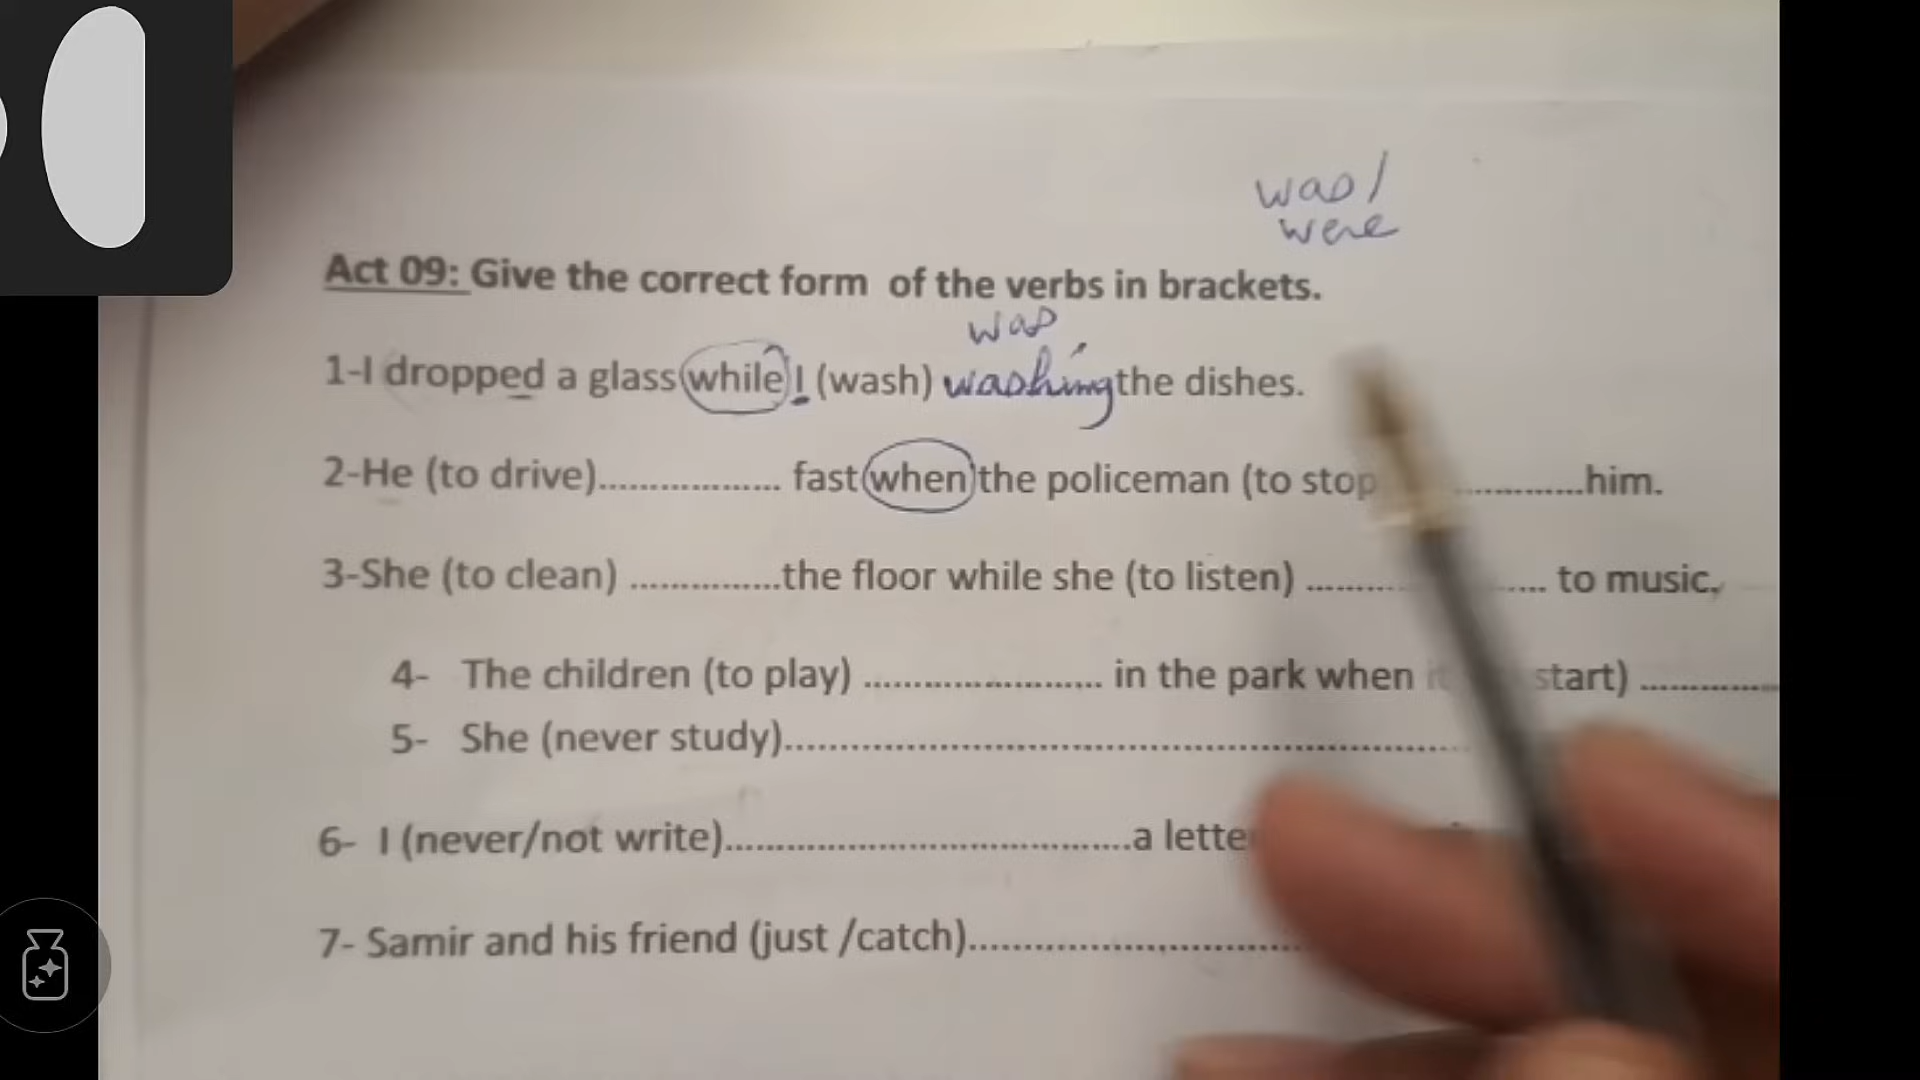 was/
were
Act 09: Give the correct form of the verbs in brackets.
was
1-I dropped a glass while I (wash) washing the dishes.
2-He (to drive).................. fast when the policeman (to stop ............him.
3-She (to clean) ...............the floor while she (to listen) ............... to music.
4- The children (to play) ........................ in the park when start) ..............
5- She (never study)......................................................................
6- I (never/not write)..........................................a letter
7- Samir and his friend (just /catch)..................................